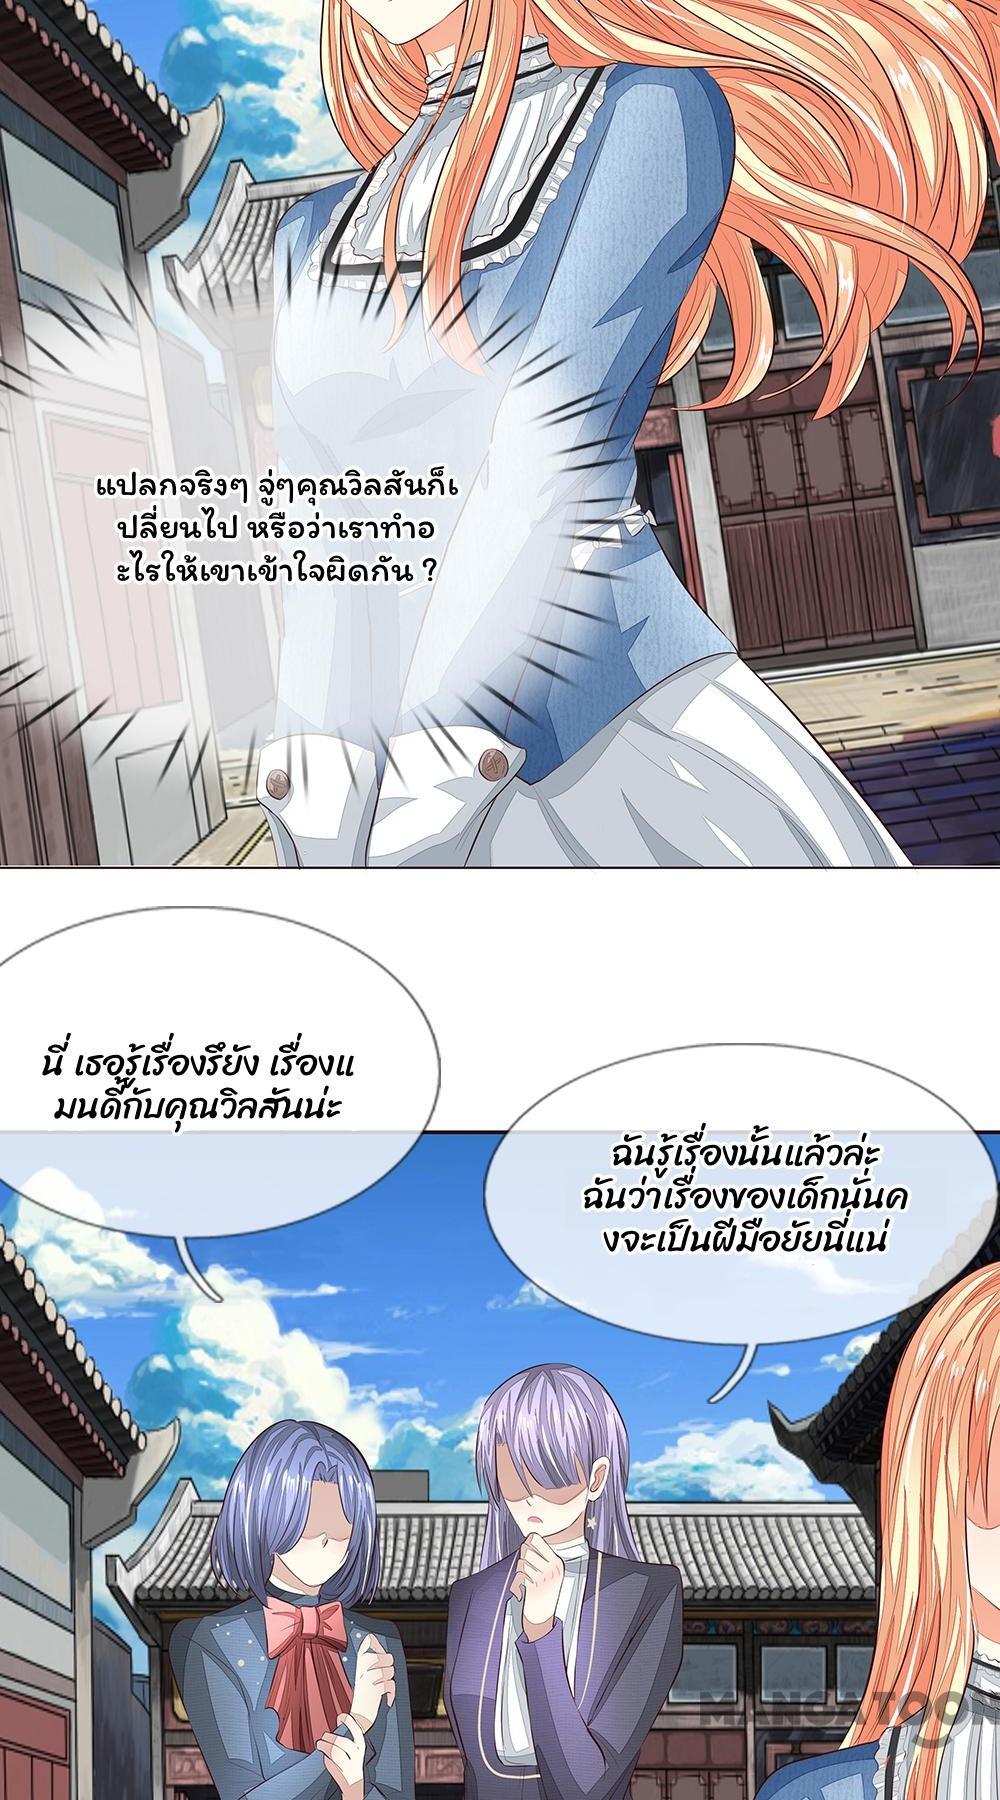 แปลกจริงๆ จู่ๆคุณวิลสันก็เ
ปลี่ยนไป หรือว่าเราทำอ
ะไรให้เขาเข้าใจผิดกัน ?
นี่ เธอรู้เรื่องรึยัง เรื่องแ
มนดี้กับคุณวิลสันน่ะ
ฉันรู้เรื่องนั้นแล้วล่ะ
ฉันว่าเรื่องของเด็กนั่นค
งจะเป็นฝีมือยัยนี่แน่
MANGATOON